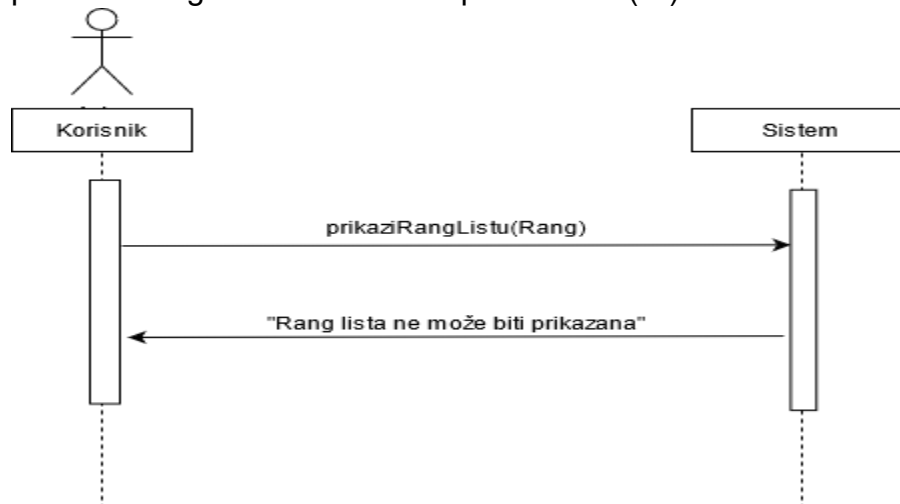 Korisnik
Sistem
prikaziRangListu(Rang)
"Rang lista ne može biti prikazana"